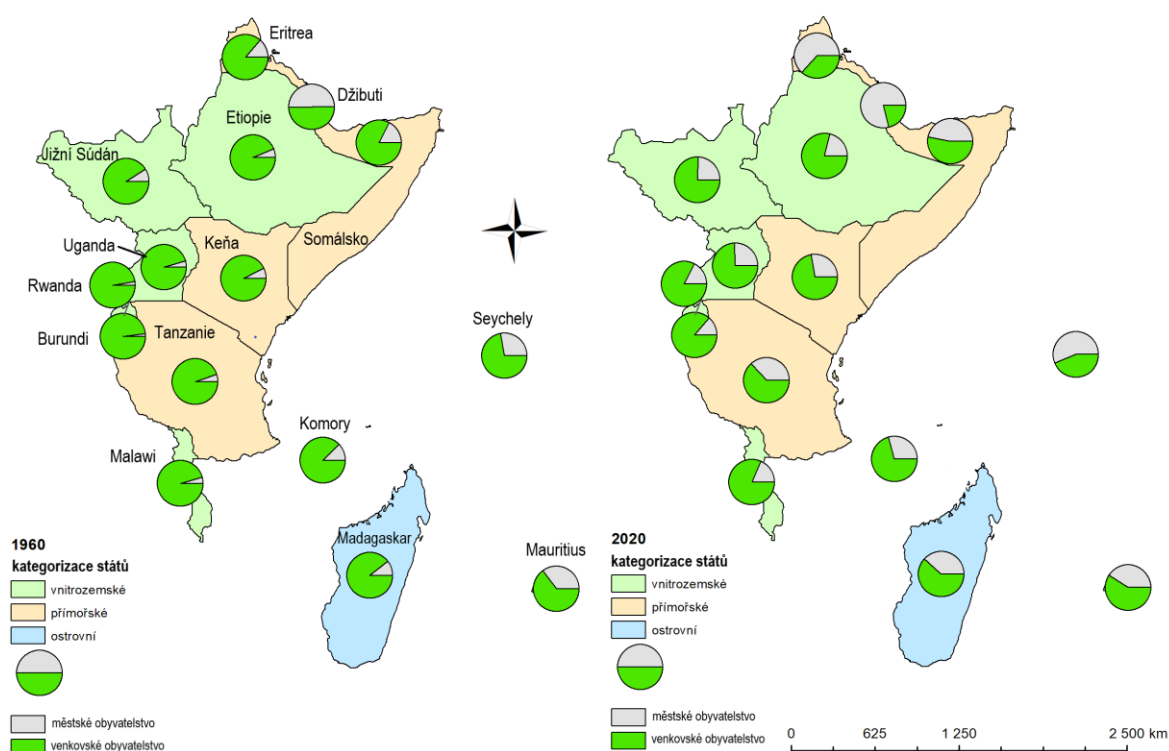 Eritrea
Džibuti
Etiopie
Jižní Súdán
Uganda
Keňa
Somálsko
Rwanda
Burundi
Tanzanie
Seychely
Komory
Malawi
Madagaskar
Mauritius
1960
kategorizace států
vnitrozemské
přímořské
ostrovní
městské obyvatelstvo
venkovské obyvatelstvo
2020
kategorizace států
vnitrozemské
přímořské
ostrovní
městské obyvatelstvo
venkovské obyvatelstvo
0 625 1 250 2 500 km